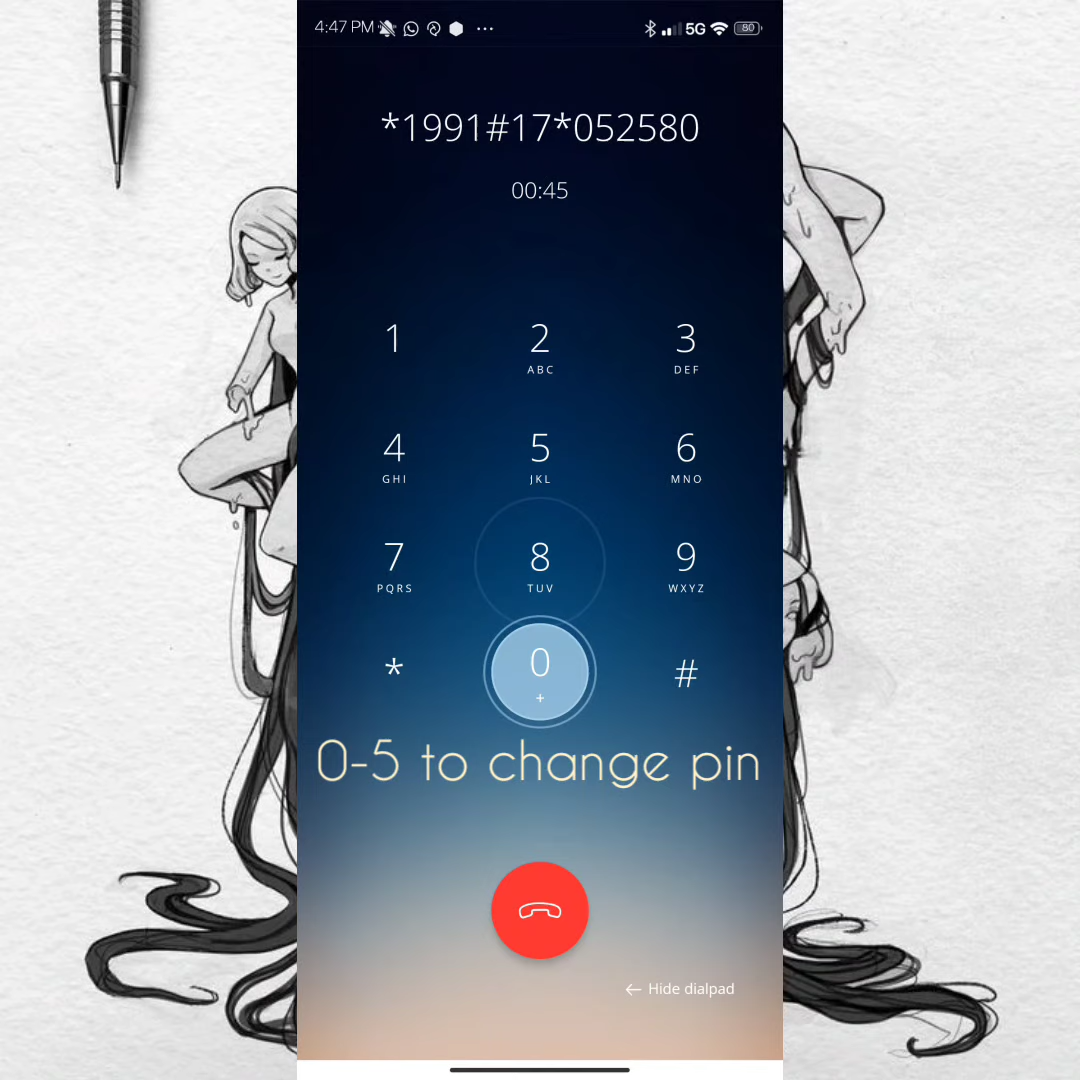 4:47 PM ... 5G 80
*1991#17*052580
00:45
1 2 3
ABC DEF
4 5 6
GHI JKL MNO
7 8 9
PQRS TUV WXYZ
* 0 #
+
0-5 to change pin
← Hide dialpad